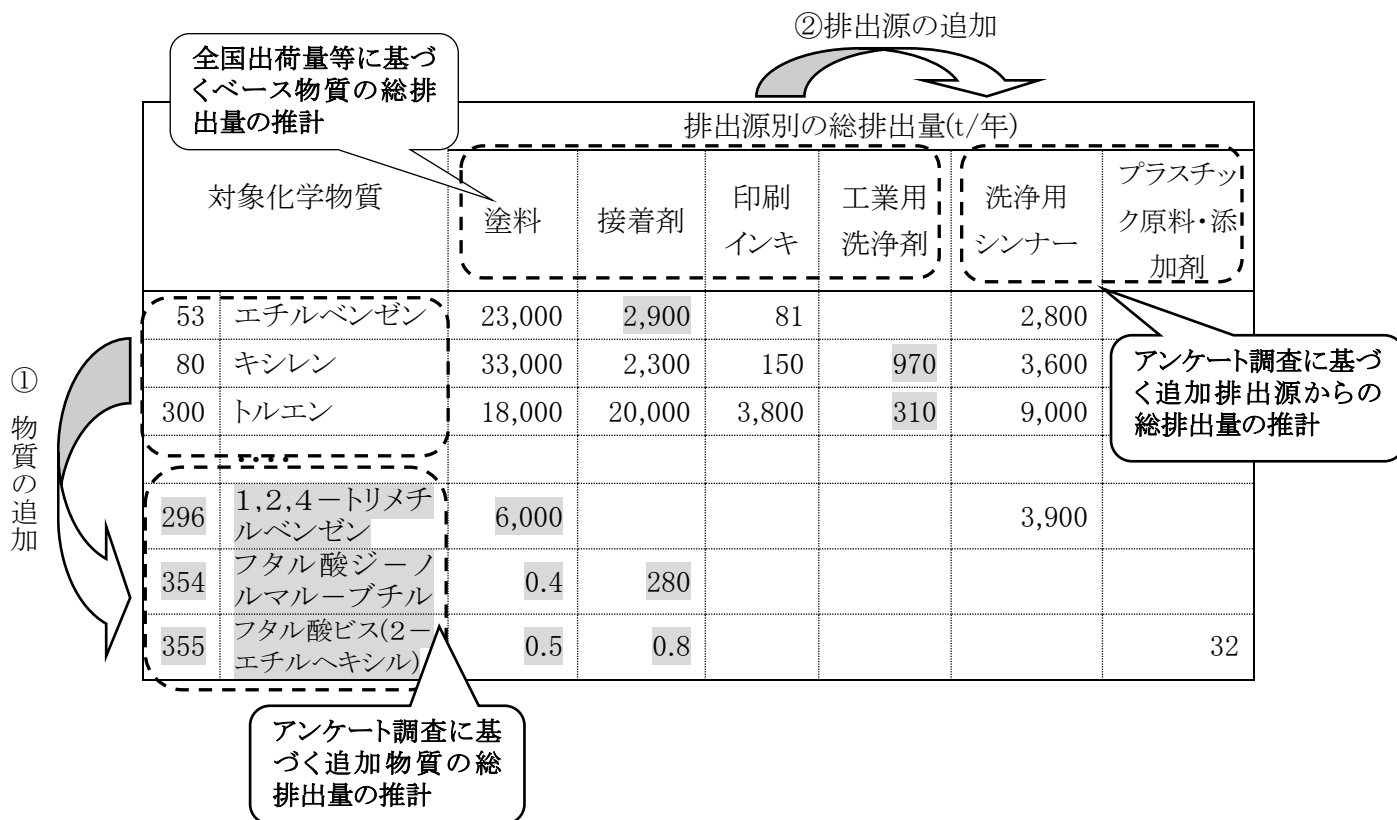 ②排出源の追加
全国出荷量等に基づ
くベース物質の総排
出量の推計
排出源別の総排出量(t/年)
対象化学物質
塗料
接着剤
印刷
インキ
工業用
洗浄剤
洗浄用
シンナー
プラスチッ
ク原料・添
加剤
53 エチルベンゼン 23,000 2,900 81 2,800
80 キシレン 33,000 2,300 150 970 3,600
300 トルエン 18,000 20,000 3,800 310 9,000
・・・・
296 1,2,4-トリメチ
ルベンゼン 6,000 3,900
354 フタル酸ジ-ノ
ルマル-ブチル 0.4 280
355 フタル酸ビス(2-
エチルヘキシル) 0.5 0.8 32
①
物質の追加
アンケート調査に基づ
く追加排出源からの
総排出量の推計
アンケート調査に基
づく追加物質の総
排出量の推計